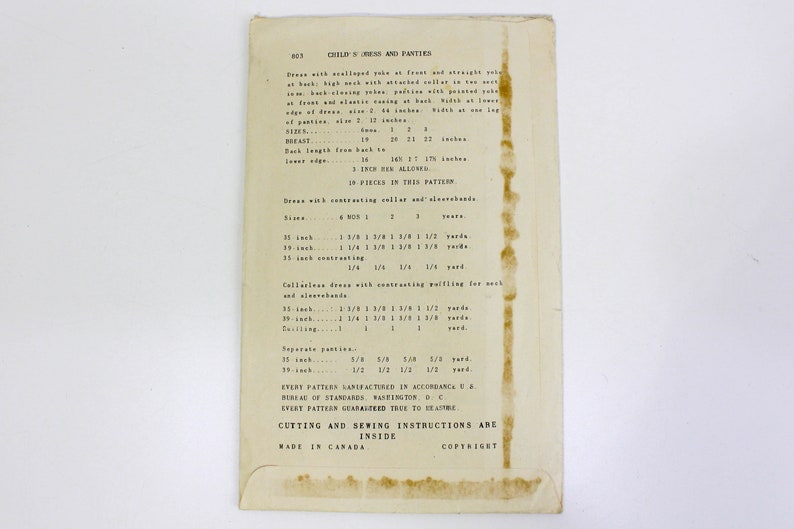 803 CHILD'S DRESS AND PANTIES
Dress with scalloped yoke at front and straight yoke
at back; high neck with attached collar in two sect
ions; back-closing yokes; panties with pointed yoke
at front and elastic casing at back. Width at lower
edge of dress, size 2, 44 inches. Width at one leg
of panties, size 2, 12 inches.
SIZES........... 6mos. 1 2 3
BREAST.......... 19 20 21 22 inches.
Back length from back to
lower edge........16 16½ 17 17½ inches
3 INCH HEM ALLOWED.
10 PIECES IN THIS PATTERN.
Dress with contrasting collar and sleevebands.
Sizes....... 6 MOS 1 2 3 years.
35 inch.....1 3/8 1 3/8 1 3/8 1 1/2 yards.
39 inch.....1 1/4 1 3/8 1 3/8 1 3/8 yards.
35 inch contrasting.
1/4 1/4 1/4 1/4 yard.
Collarless dress with contrasting ruffling for neck
and sleevebands
35 inch.....1 3/8 1 3/8 1 3/8 1 1/2 yards.
39 inch.....1 1/4 1 3/8 1 3/8 1 3/8 yards.
Ruffling.....1 1 1 1 yard.
Seperate panties.
35 inch...... 5/8 5/8 5/8 5/8 yard.
39 inch...... 1/2 1/2 1/2 1/2 yard.
EVERY PATTERN MANUFACTURED IN ACCORDANCE U.S.
BUREAU OF STANDARDS, WASHINGTON, D. C.
EVERY PATTERN GUARANTEED TRUE TO MEASURE.
CUTTING AND SEWING INSTRUCTIONS ARE
INSIDE
MADE IN CANADA. COPYRIGHT